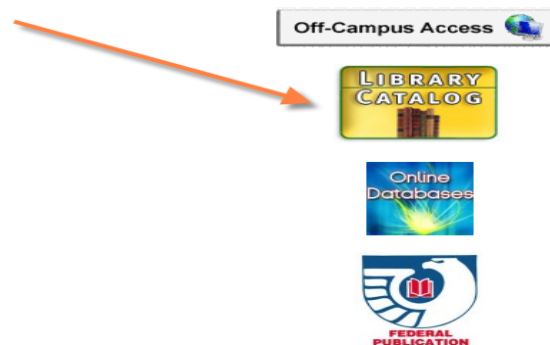 Off-Campus Access
LIBRARY
CATALOG
Online
Databases
FEDERAL
PUBLICATION